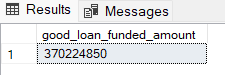 Results Messages
good_loan_funded_amount
1 370224850